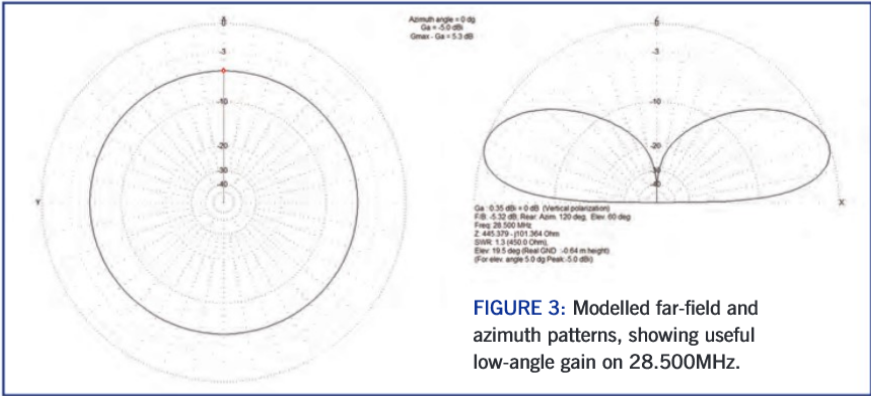 X
0
-3
-10
-20
-30
-40
Y
Azimuth angle = 0 dg
Ga = -5.0 dBi
Gmax - Ga = 5.3 dB
Z
0
-3
-10
-20
-30
-40
X
Ga : 0.35 dBi = 0 dB (Vertical polarization)
F/B: -5.32 dB; Rear: Azim. 120 deg, Elev. 60 deg
Freq: 28.500 MHz
Z: 445.379 - j101.364 Ohm
SWR: 1.3 (450.0 Ohm),
Elev: 19.5 deg (Real GND :-0.64 m height)
(For elev. angle 5.0 dg Peak:-5.0 dBi)
FIGURE 3: Modelled far-field and
azimuth patterns, showing useful
low-angle gain on 28.500MHz.